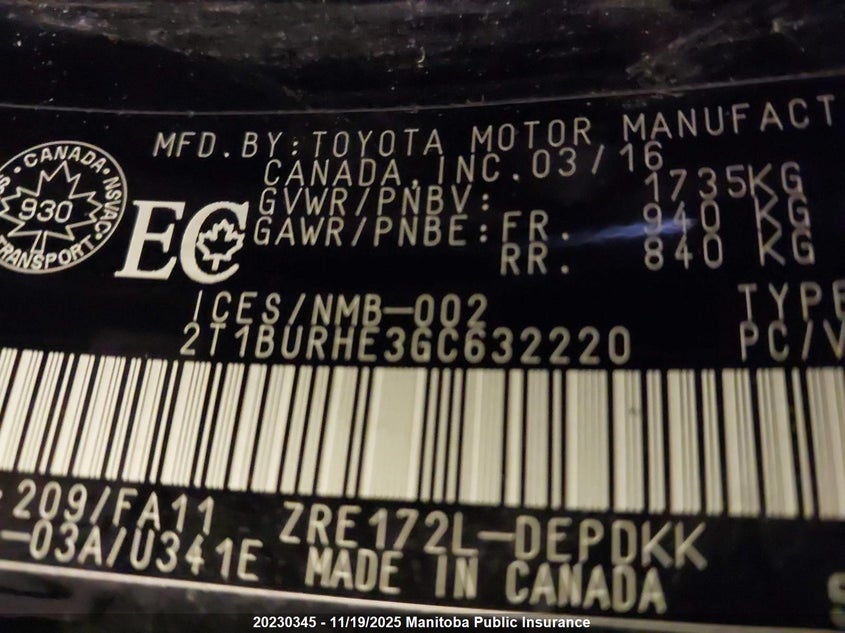 MFD.BY:TOYOTA MOTOR MANUFACT
CANADA,INC.03/16
GVWR/PNBV: 1735KG
GAWR/PNBE:FR. 940 KG
RR. 840 KG
CANADA
930
TRANSPORT
EC
ICES/NMB-002 TYPE
2T1BURHE3GC632220 PC/V
209/FA11 ZRE172L-DEPDKK
-03A/U341E MADE IN CANADA
20230345 - 11/19/2025 Manitoba Public Insurance